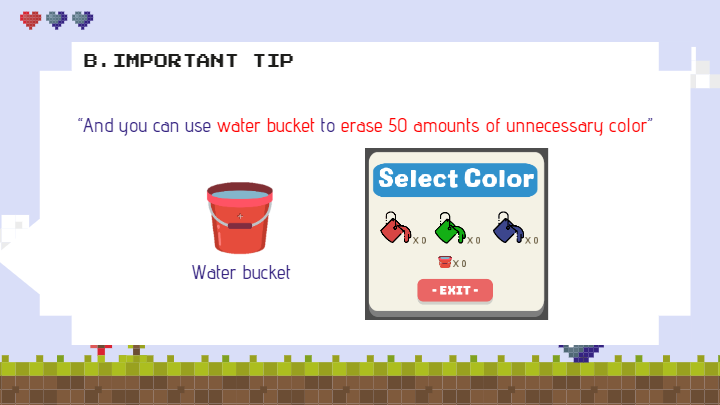 B.IMPORTANT TIP
“And you can use water bucket to erase 50 amounts of unnecessary color”
Select Color
X 0 X 0 X 0
X 0
- EXIT -
Water bucket